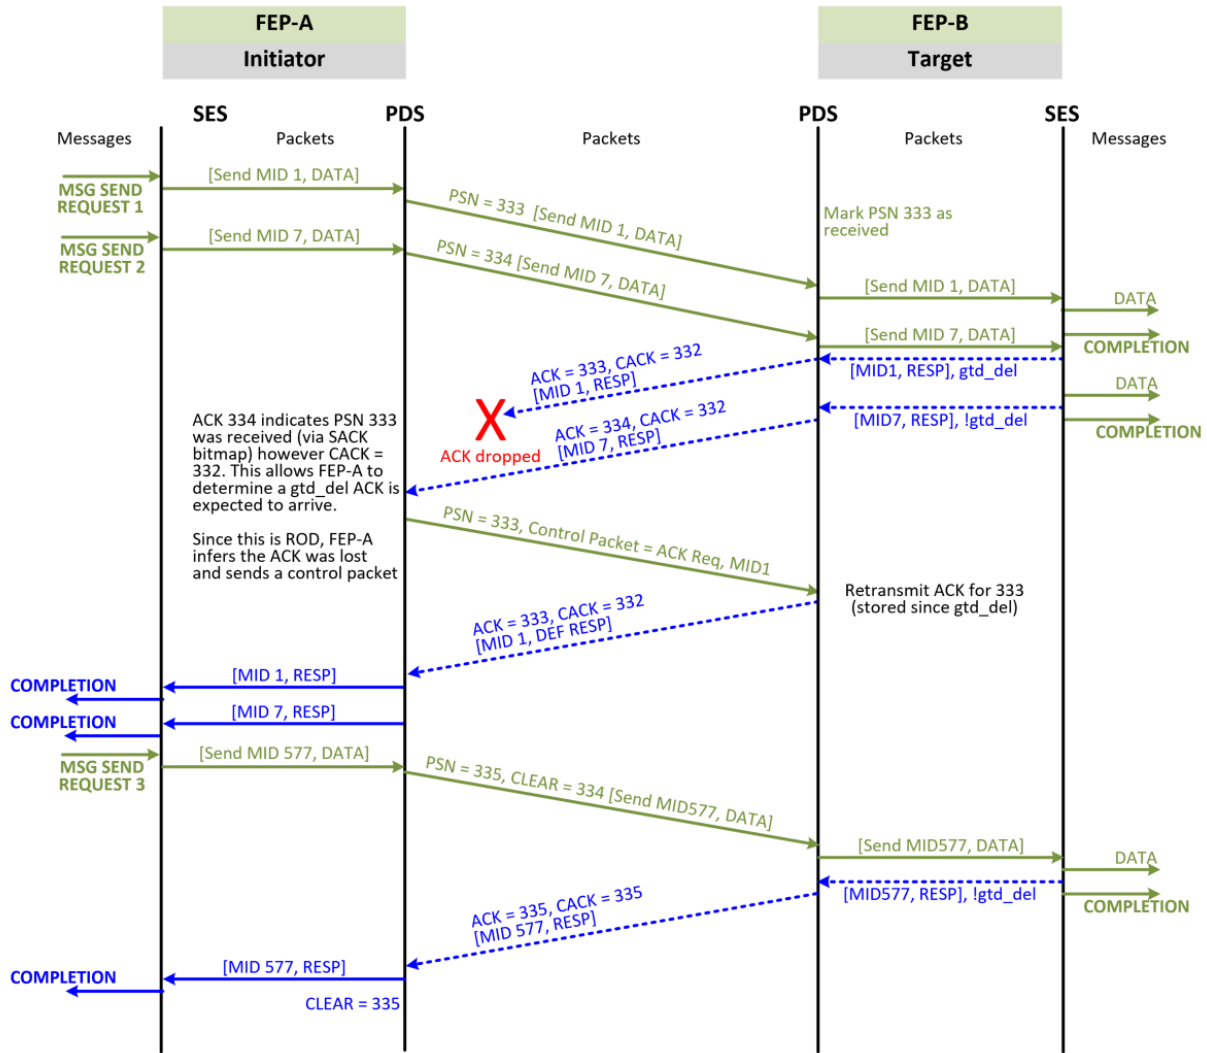 FEP-A
FEP-B
Initiator
Target
SES
PDS
PDS
SES
Messages
Packets
Packets
Packets
Messages
[Send MID 1, DATA]
MSG SEND
REQUEST 1
PSN = 333 [Send MID 1, DATA]
Mark PSN 333 as
received
[Send MID 7, DATA]
MSG SEND
REQUEST 2
PSN = 334 [Send MID 7, DATA]
[Send MID 1, DATA]
DATA
[Send MID 7, DATA]
COMPLETION
ACK = 333, CACK = 332
[MID 1, RESP]
[MID1, RESP], gtd_del
DATA
X
ACK dropped
ACK = 334, CACK = 332
[MID 7, RESP]
[MID7, RESP], !gtd_del
COMPLETION
ACK 334 indicates PSN 333
was received (via SACK
bitmap) however CACK =
332. This allows FEP-A to
determine a gtd_del ACK is
expected to arrive.
Since this is ROD, FEP-A
infers the ACK was lost
and sends a control packet
PSN = 333, Control Packet = ACK Req, MID1
Retransmit ACK for 333
(stored since gtd_del)
ACK = 333, CACK = 332
[MID 1, DEF RESP]
[MID 1, RESP]
COMPLETION
[MID 7, RESP]
COMPLETION
[Send MID 577, DATA]
MSG SEND
REQUEST 3
PSN = 335, CLEAR = 334 [Send MID577, DATA]
[Send MID577, DATA]
DATA
[MID577, RESP], !gtd_del
COMPLETION
ACK = 335, CACK = 335
[MID 577, RESP]
[MID 577, RESP]
COMPLETION
CLEAR = 335